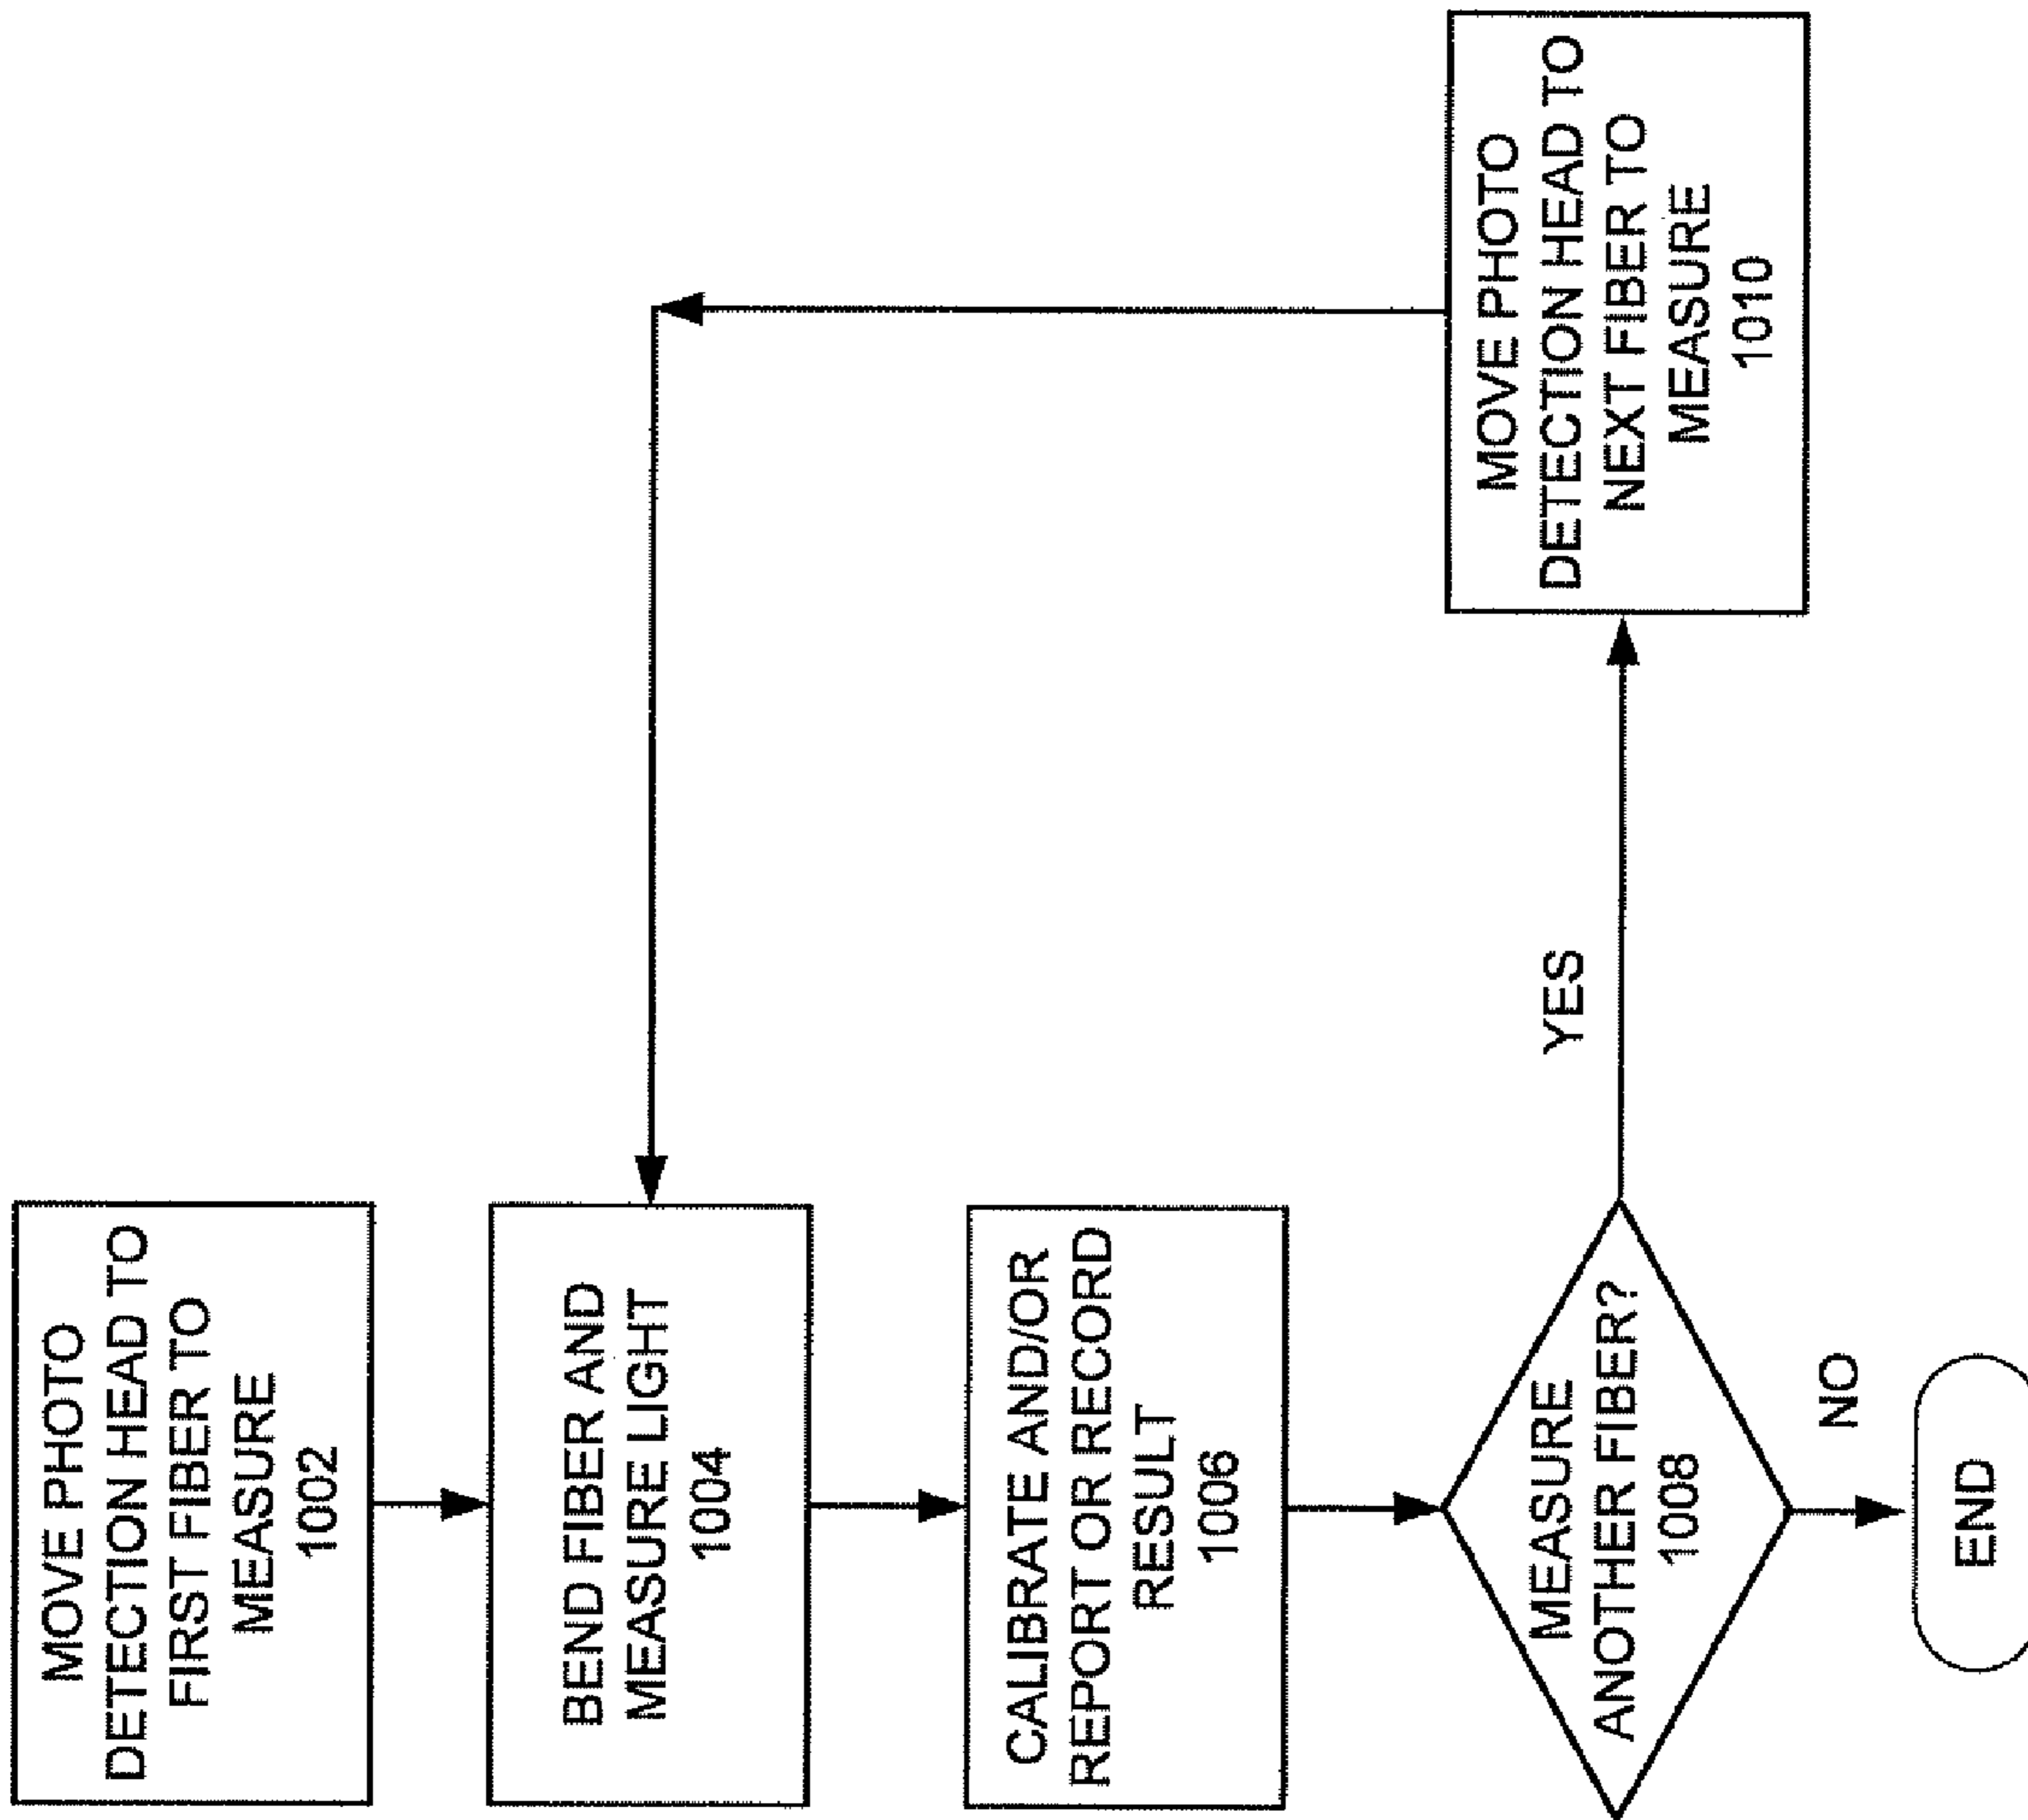 MOVE PHOTO
DETECTION HEAD TO
FIRST FIBER TO
MEASURE
1002
BEND FIBER AND
MEASURE LIGHT
1004
CALIBRATE AND/OR
REPORT OR RECORD
RESULT
1006
MEASURE
ANOTHER FIBER?
1008
YES
MOVE PHOTO
DETECTION HEAD TO
NEXT FIBER TO
MEASURE
1010
NO
END